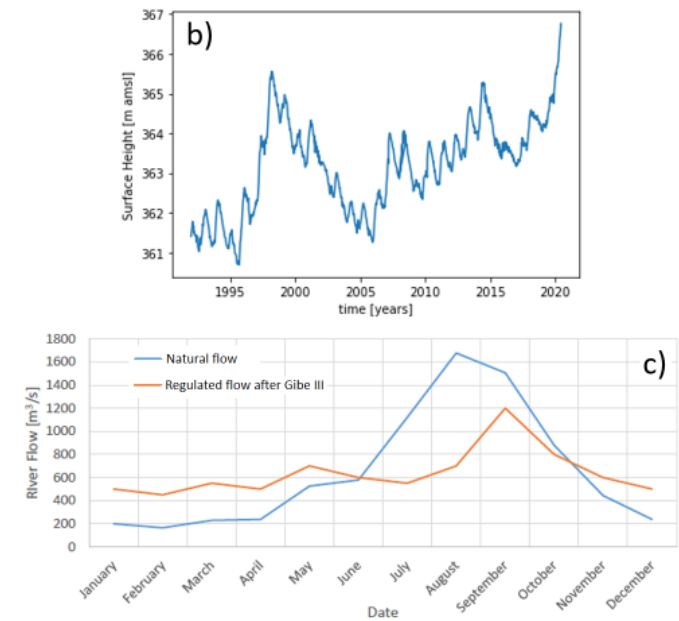 b)
367
366
365
364
363
362
361
Surface Height [m amsl]
1995 2000 2005 2010 2015 2020
time [years]
c)
1800
1600
1400
1200
1000
800
600
400
200
0
River Flow [m³/s]
Natural flow
Regulated flow after Gibe III
January February March April May June July August September October November December
Date